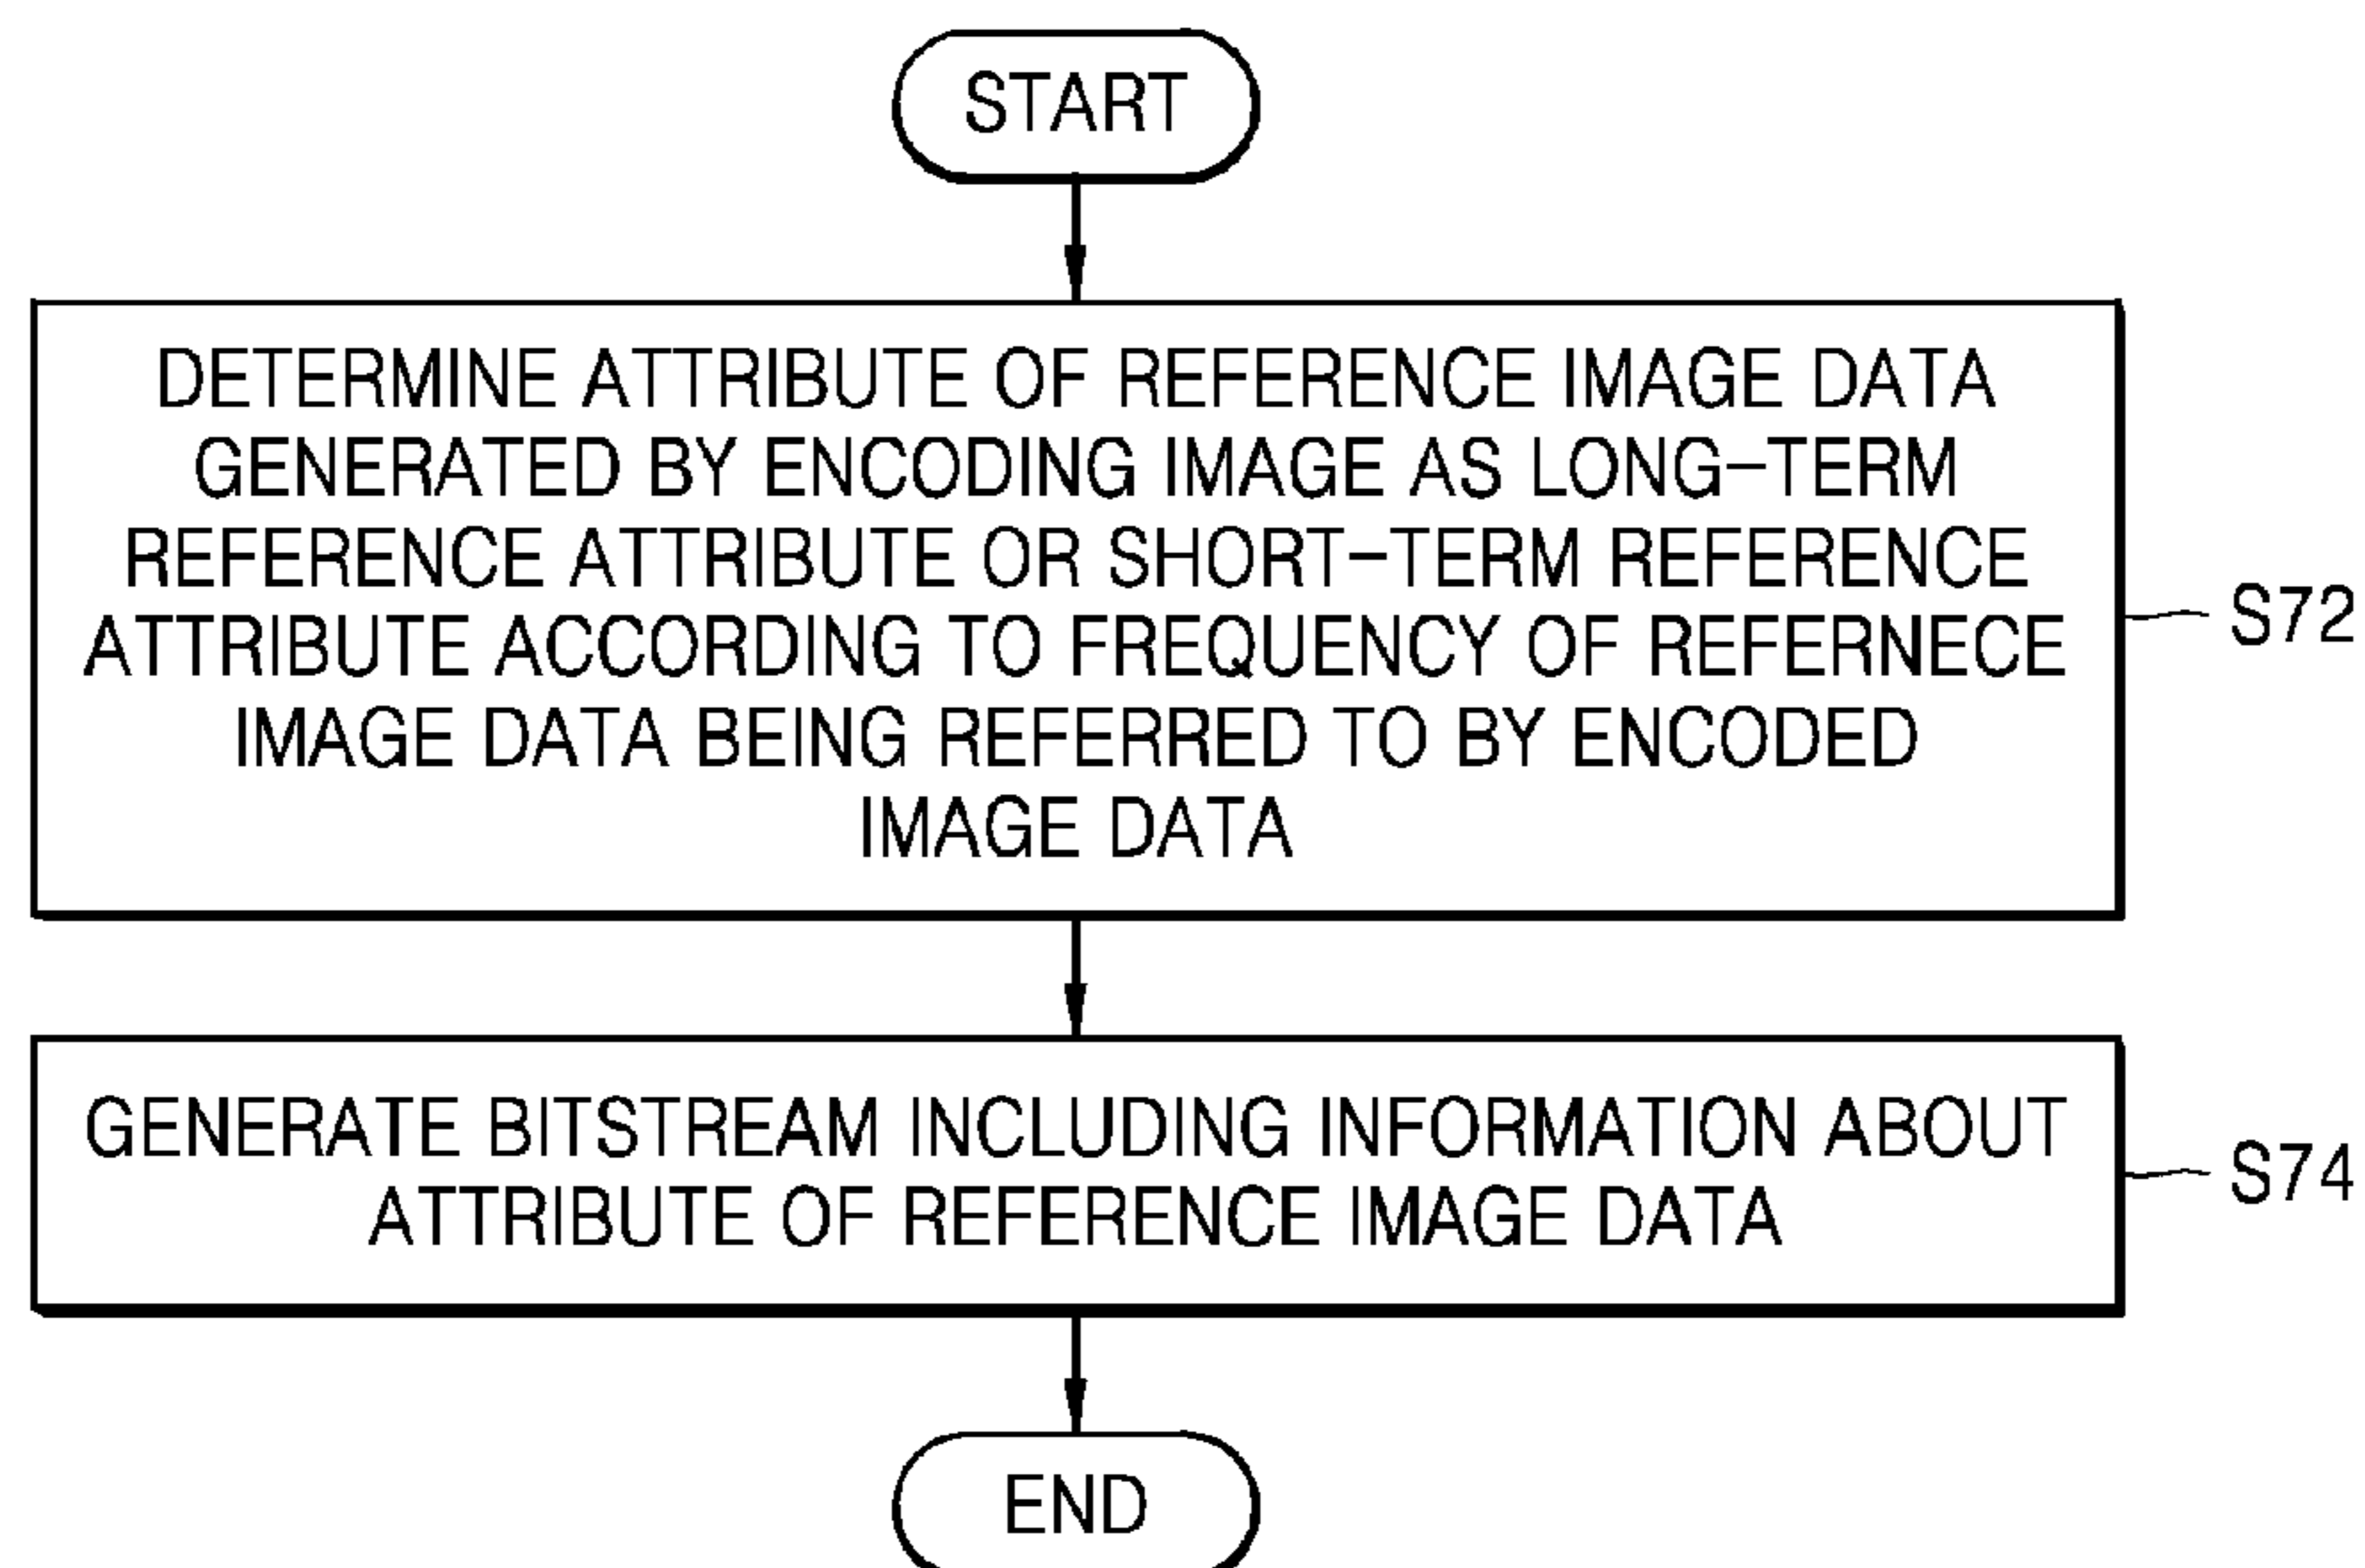 START
DETERMINE ATTRIBUTE OF REFERENCE IMAGE DATA
GENERATED BY ENCODING IMAGE AS LONG-TERM
REFERENCE ATTRIBUTE OR SHORT-TERM REFERENCE
ATTRIBUTE ACCORDING TO FREQUENCY OF REFERNECE
IMAGE DATA BEING REFERRED TO BY ENCODED
IMAGE DATA
S72
GENERATE BITSTREAM INCLUDING INFORMATION ABOUT
ATTRIBUTE OF REFERENCE IMAGE DATA
S74
END